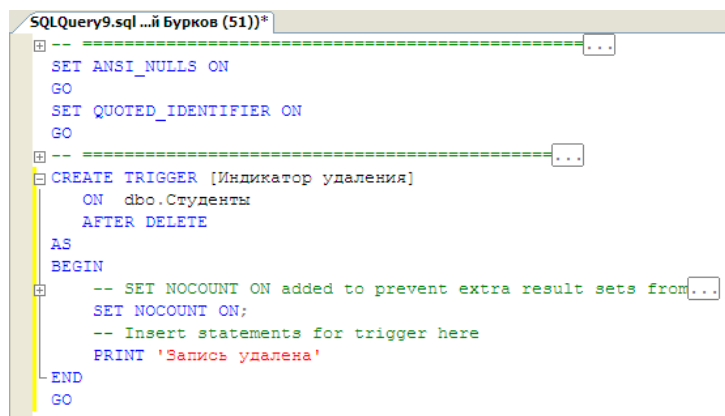 SQLQuery9.sql ...й Бурков (51))*
-- ================================================...
SET ANSI_NULLS ON
GO
SET QUOTED_IDENTIFIER ON
GO
-- =============================================...
CREATE TRIGGER [Индикатор удаления]
ON dbo.Студенты
AFTER DELETE
AS
BEGIN
-- SET NOCOUNT ON added to prevent extra result sets from...
SET NOCOUNT ON;
-- Insert statements for trigger here
PRINT 'Запись удалена'
END
GO